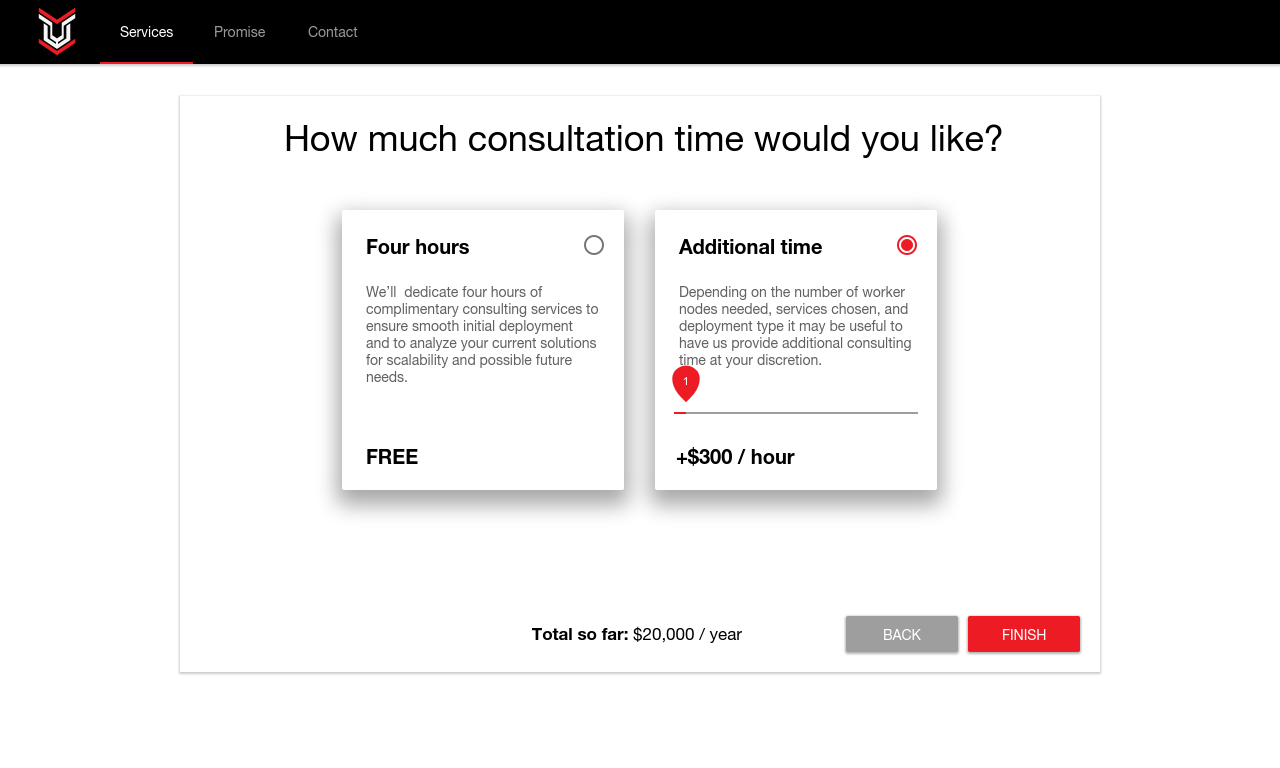 Services Promise Contact
How much consultation time would you like?
Four hours
We’ll  dedicate four hours of
complimentary consulting services to
ensure smooth initial deployment
and to analyze your current solutions
for scalability and possible future
needs.
FREE
Additional time
Depending on the number of worker
nodes needed, services chosen, and
deployment type it may be useful to
have us provide additional consulting
time at your discretion.
1
+$300 / hour
Total so far: $20,000 / year
BACK
FINISH